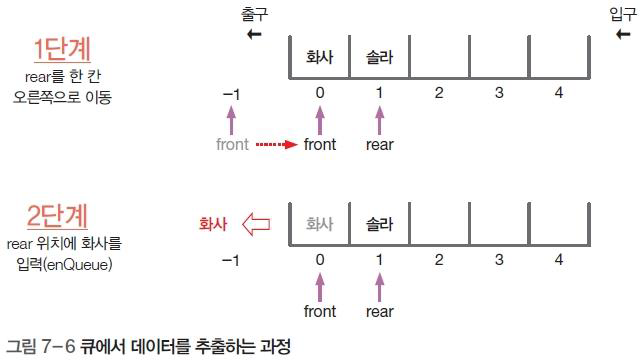 출구 입구
1단계
rear를 한 칸
오른쪽으로 이동
화사 솔라
-1 0 1 2 3 4
front front rear
2단계
rear 위치에 화사를
입력(enQueue)
화사 화사 솔라
-1 0 1 2 3 4
front rear
그림 7-6 큐에서 데이터를 추출하는 과정